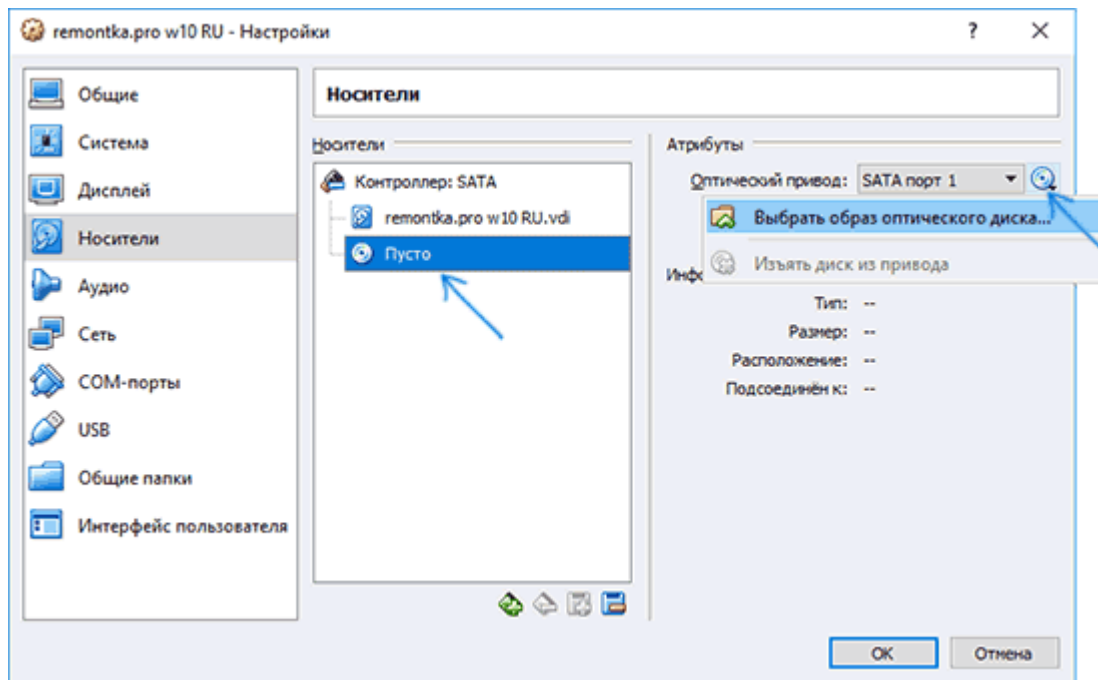 remontka.pro w10 RU - Настройки
?
Общие
Система
Дисплей
Носители
Аудио
Сеть
COM-порты
USB
Общие папки
Интерфейс пользователя
Носители
Носители
Контроллер: SATA
remontka.pro w10 RU.vdi
Пусто
Атрибуты
Оптический привод: SATA порт 1
Выбрать образ оптического диска...
Изъять диск из привода
Тип: --
Размер: --
Расположение: --
Подсоединён к: --
OK
Отмена